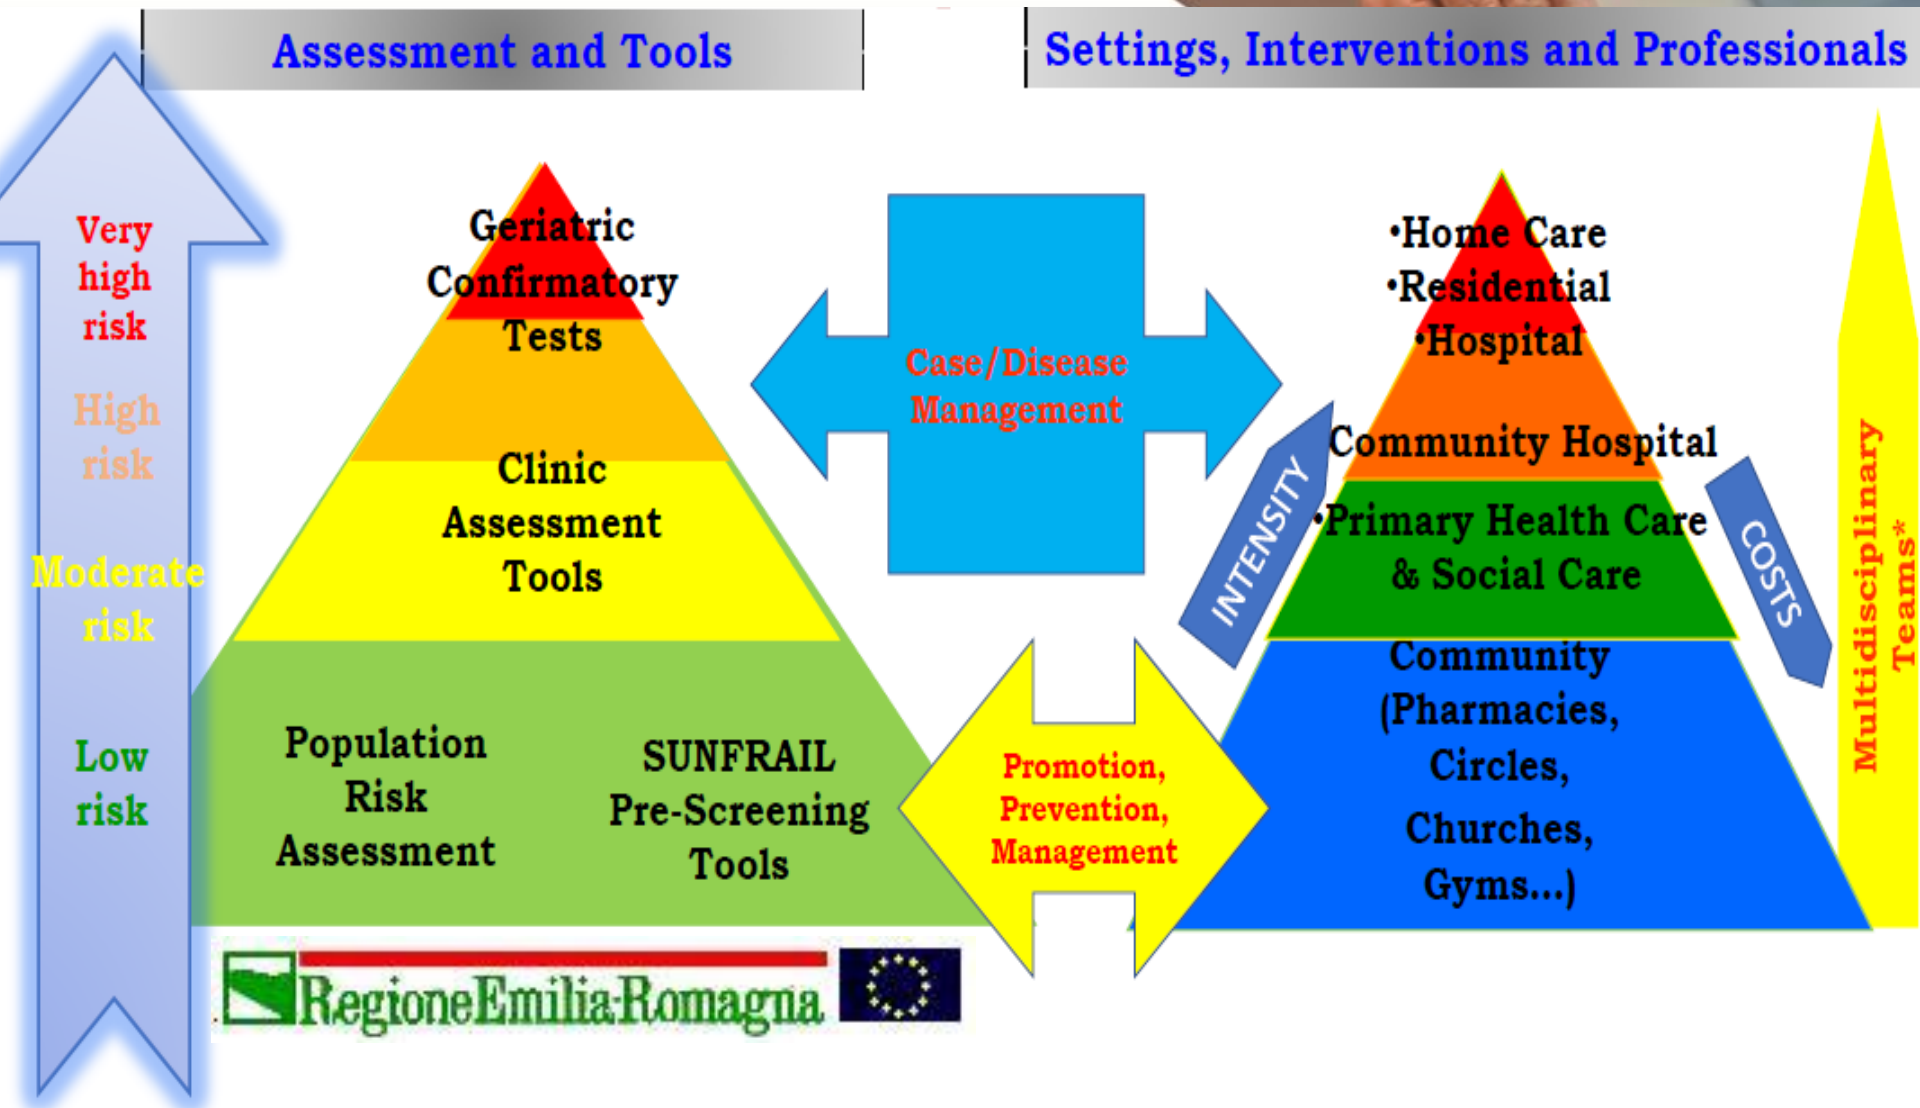 Assessment and Tools
Settings, Interventions and Professionals
Very
high
risk
High
risk
Moderate
risk
Low
risk
Geriatric
Confirmatory
Tests
Clinic
Assessment
Tools
Population
Risk
Assessment
SUNFRAIL
Pre-Screening
Tools
Case/Disease
Management
Promotion,
Prevention,
Management
•Home Care
•Residential
•Hospital
Community Hospital
•Primary Health Care
& Social Care
Community
(Pharmacies,
Circles,
Churches,
Gyms...)
INTENSITY
COSTS
Multidisciplinary
Teams*
RegioneEmilia-Romagna